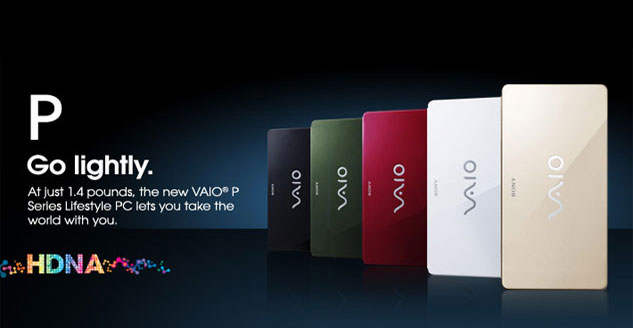 P
Go lightly.
At just 1.4 pounds, the new VAIO® P
Series Lifestyle PC lets you take the
world with you.
HDNA
SONY
VAIO
SONY
VAIO
SONY
VAIO
SONY
VAIO
SONY
VAIO